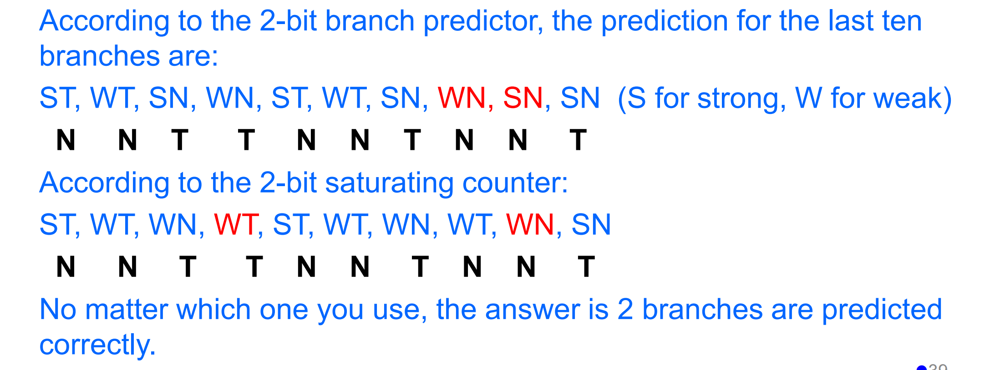 According to the 2-bit branch predictor, the prediction for the last ten
branches are:
ST, WT, SN, WN, ST, WT, SN, WN, SN, SN (S for strong, W for weak)
N N T T N N T N N T
According to the 2-bit saturating counter:
ST, WT, WN, WT, ST, WT, WN, WT, WN, SN
N N T T N N T N N T
No matter which one you use, the answer is 2 branches are predicted
correctly.